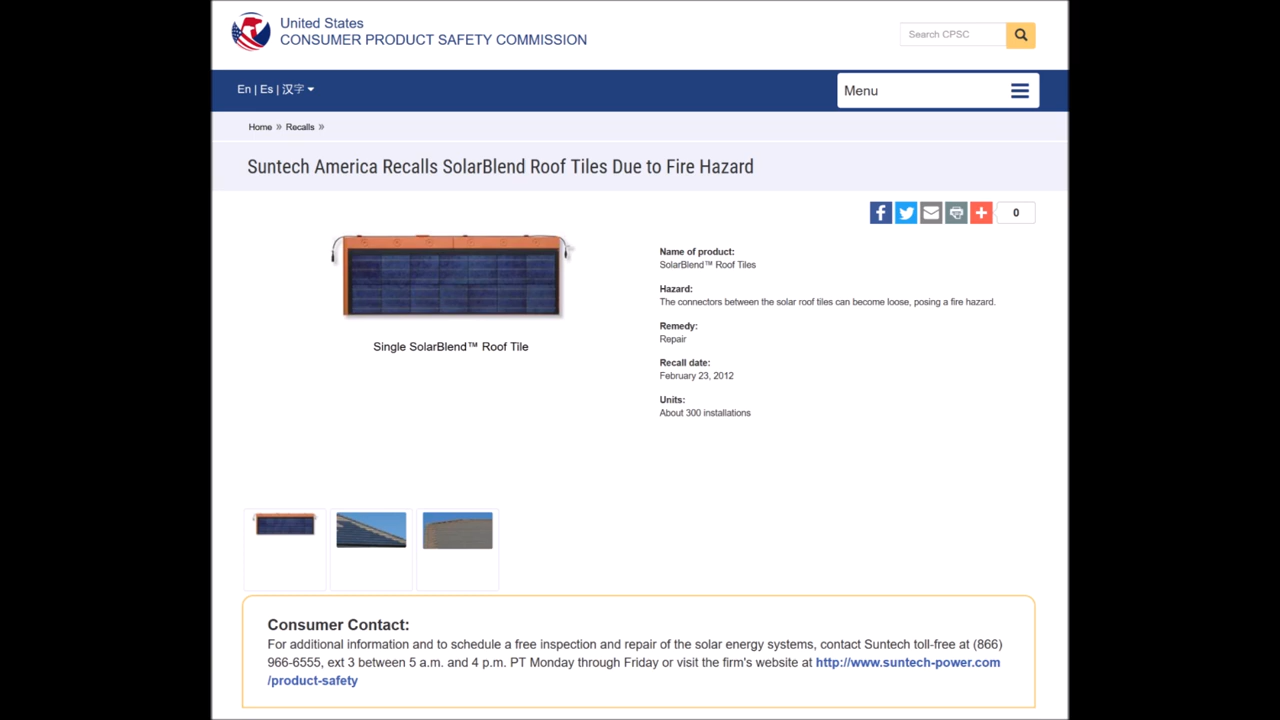 United States
CONSUMER PRODUCT SAFETY COMMISSION
Search CPSC
En | Es | 汉字
Menu
Home » Recalls »
Suntech America Recalls SolarBlend Roof Tiles Due to Fire Hazard
0
Name of product:
SolarBlend™ Roof Tiles
Hazard:
The connectors between the solar roof tiles can become loose, posing a fire hazard.
Remedy:
Repair
Recall date:
February 23, 2012
Units:
About 300 installations
Single SolarBlend™ Roof Tile
Consumer Contact:
For additional information and to schedule a free inspection and repair of the solar energy systems, contact Suntech toll-free at (866)
966-6555, ext 3 between 5 a.m. and 4 p.m. PT Monday through Friday or visit the firm's website at http://www.suntech-power.com
/product-safety